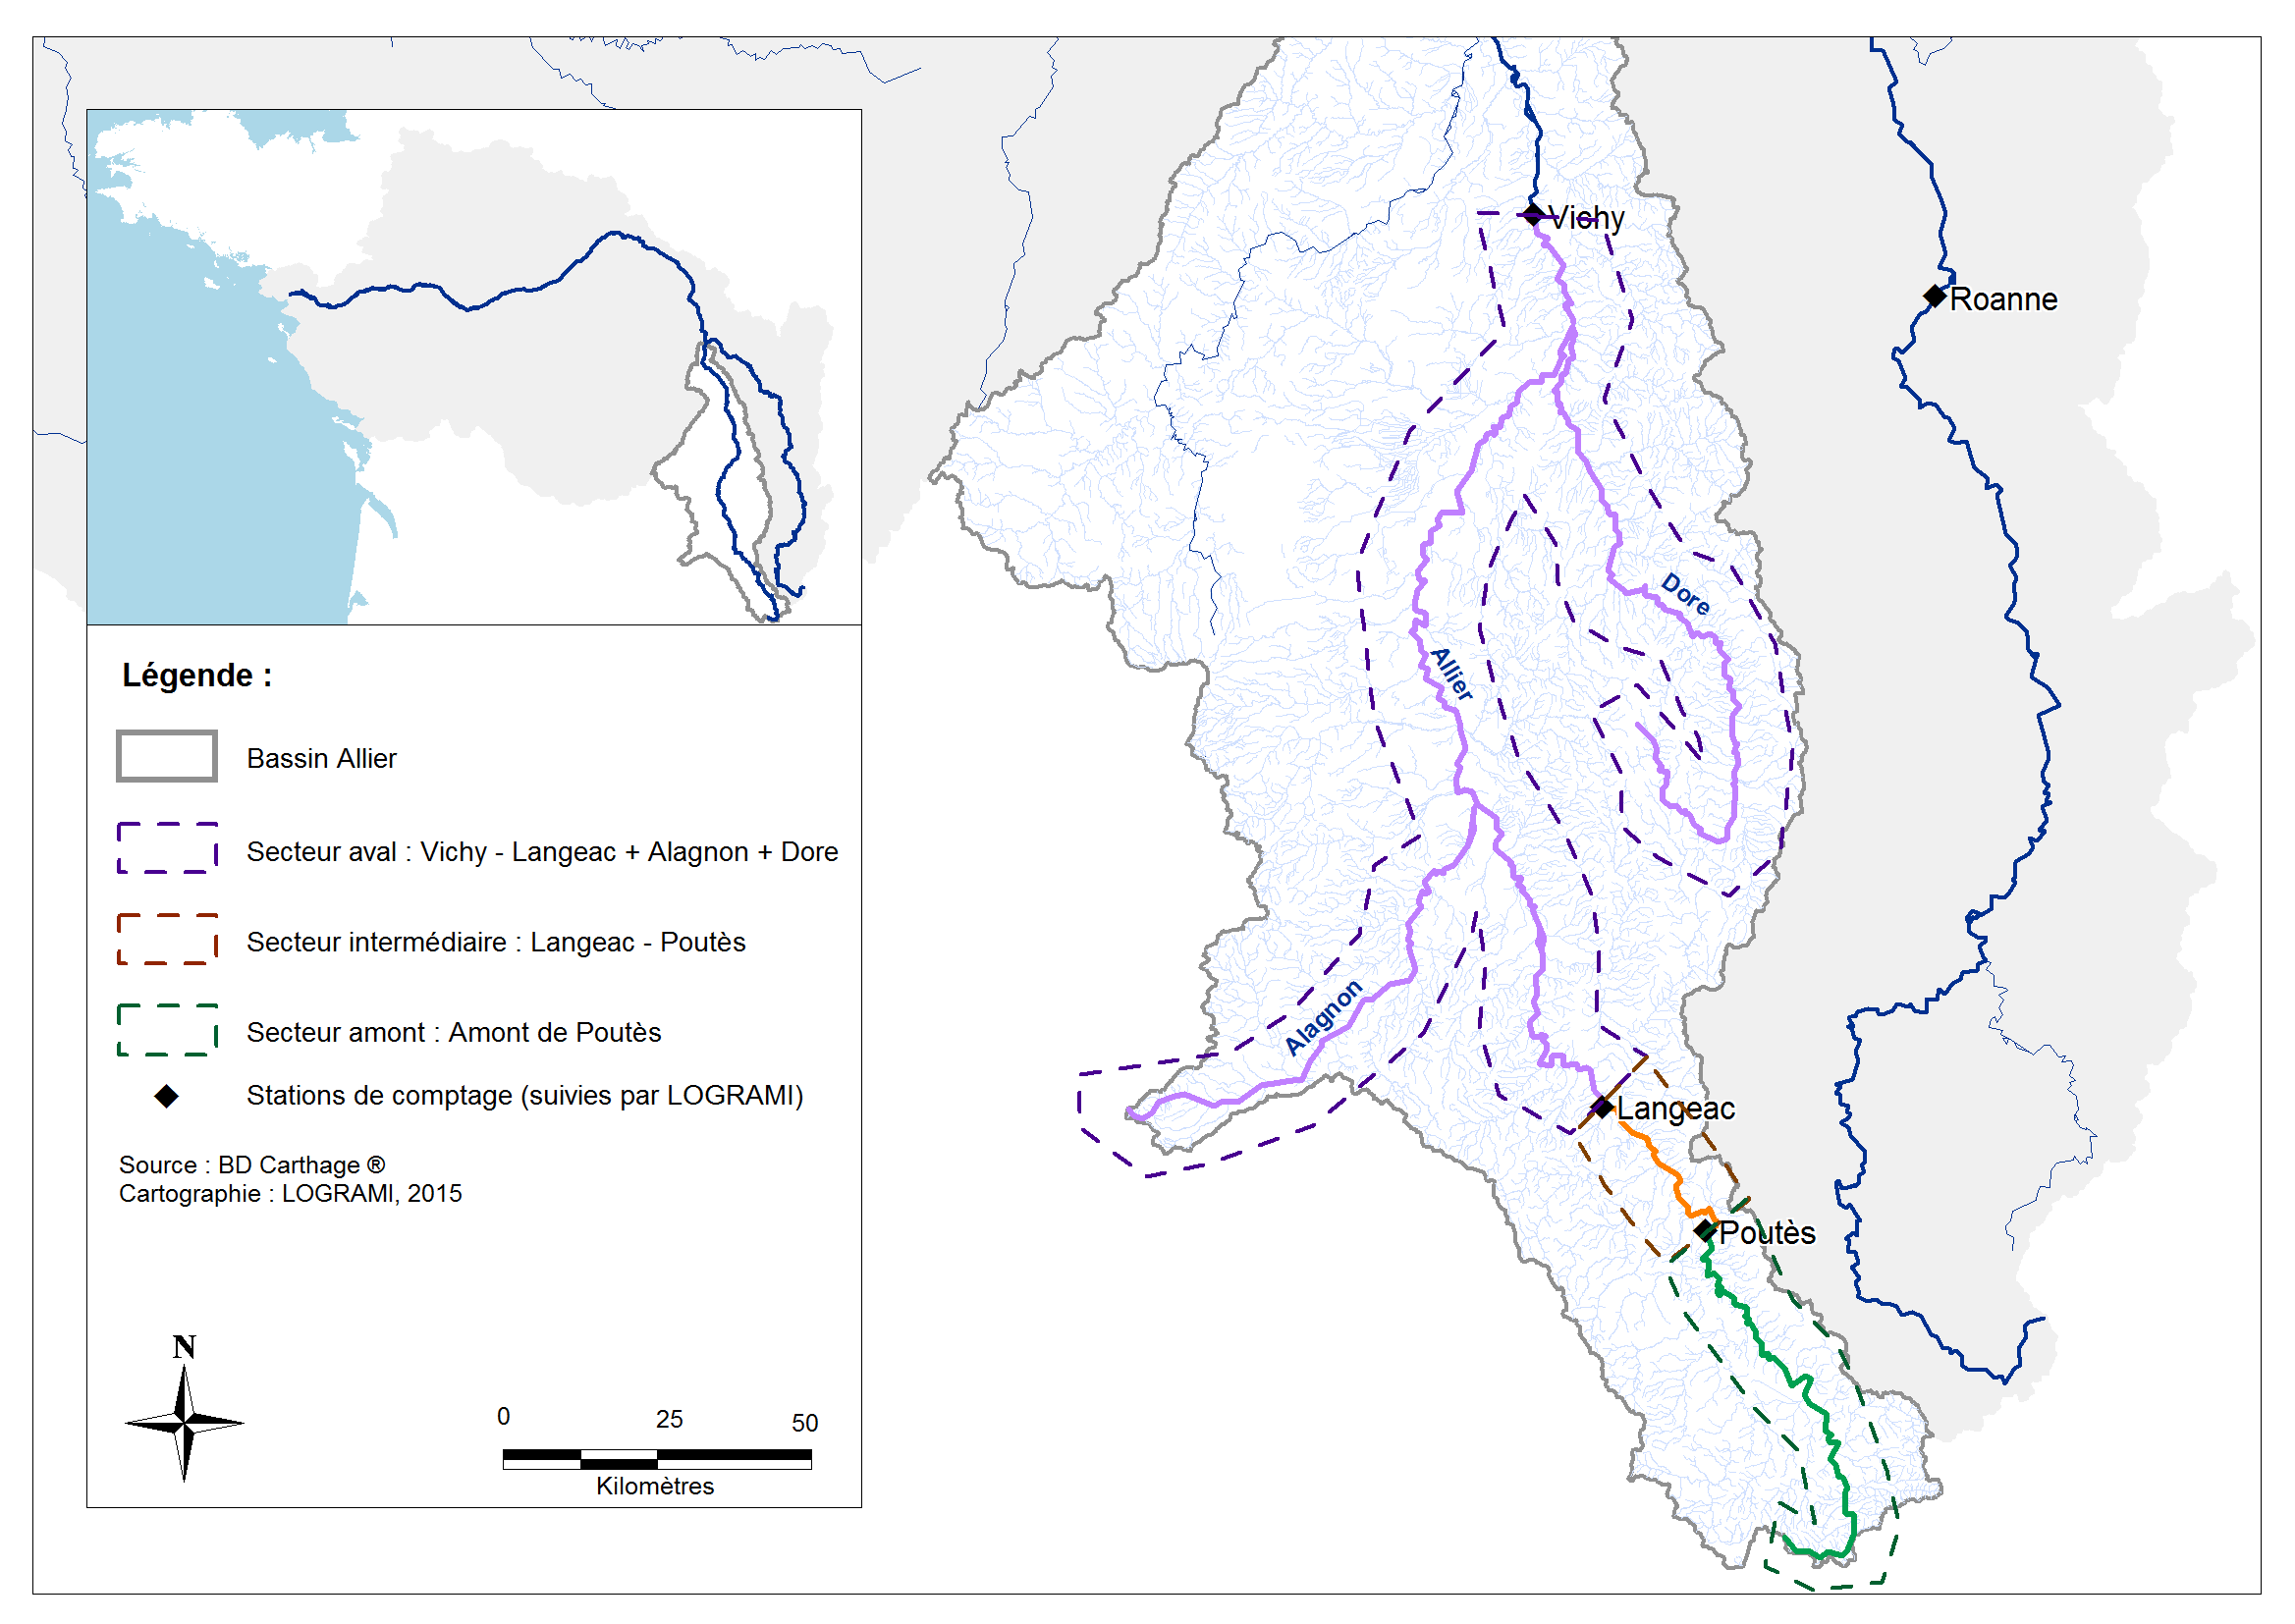 Vichy
Roanne
Dore
Allier
Alagnon
Langeac
Poutès
Légende :
Bassin Allier
Secteur aval : Vichy - Langeac + Alagnon + Dore
Secteur intermédiaire : Langeac - Poutès
Secteur amont : Amont de Poutès
Stations de comptage (suivies par LOGRAMI)
Source : BD Carthage ®
Cartographie : LOGRAMI, 2015
N
0 25 50
Kilomètres